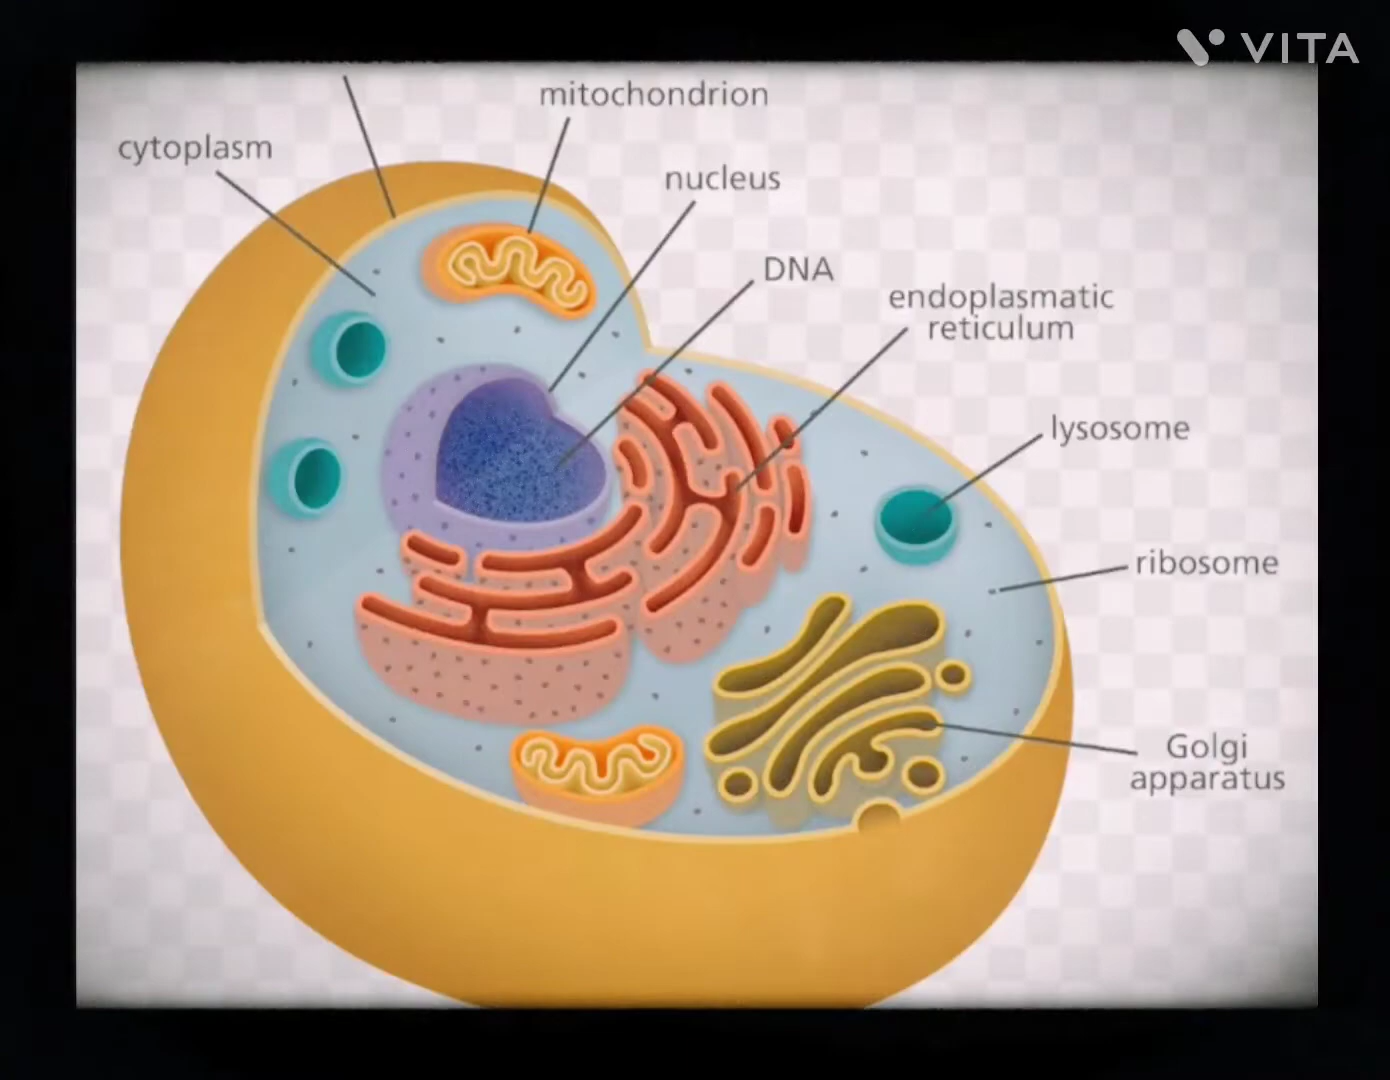 VITA
mitochondrion
cytoplasm
nucleus
DNA
endoplasmatic
reticulum
lysosome
ribosome
Golgi
apparatus